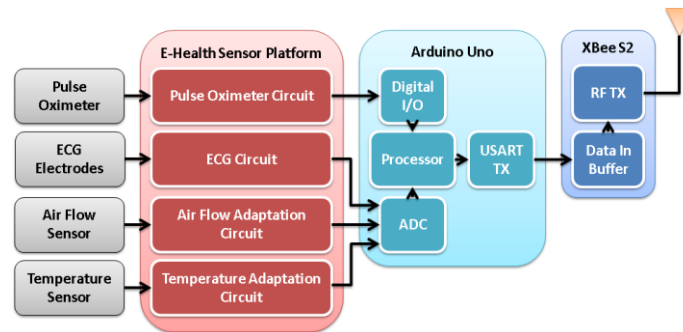 E-Health Sensor Platform
Arduino Uno
XBee S2
Pulse
Oximeter
Pulse Oximeter Circuit
Digital
I/O
RF TX
ECG
Electrodes
ECG Circuit
Processor
USART
TX
Data In
Buffer
Air Flow
Sensor
Air Flow Adaptation
Circuit
ADC
Temperature
Sensor
Temperature Adaptation
Circuit